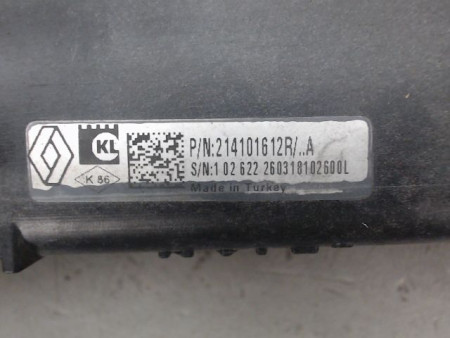 KL
K 86
P/N:214101612R/..A
S/N:1 02 622 260318102600L
Made in Turkey